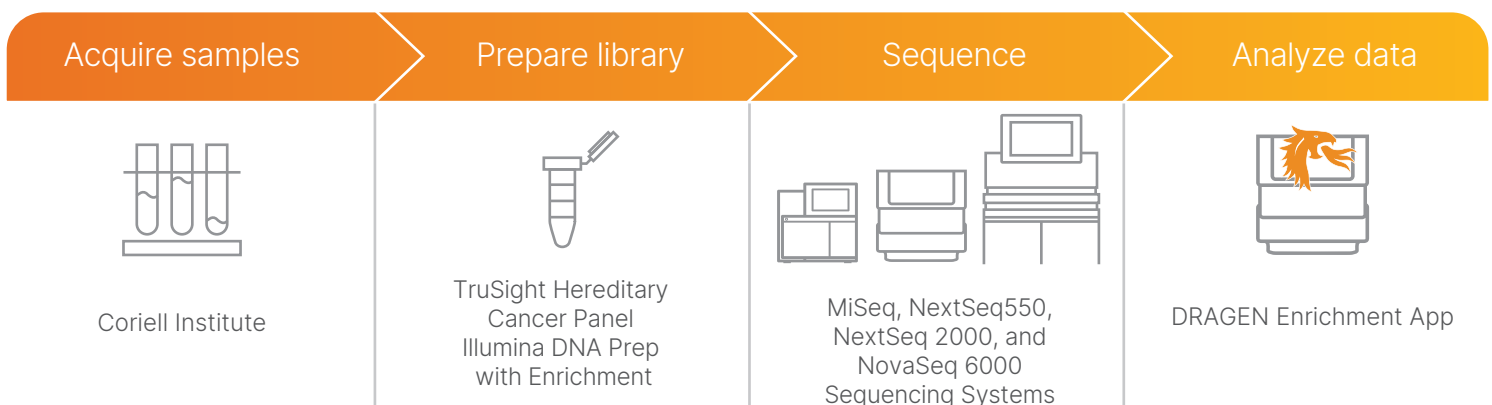 Acquire samples
Prepare library
Sequence
Analyze data
Coriell Institute
TruSight Hereditary
Cancer Panel
Illumina DNA Prep
with Enrichment
MiSeq, NextSeq550,
NextSeq 2000, and
NovaSeq 6000
Sequencing Systems
DRAGEN Enrichment App